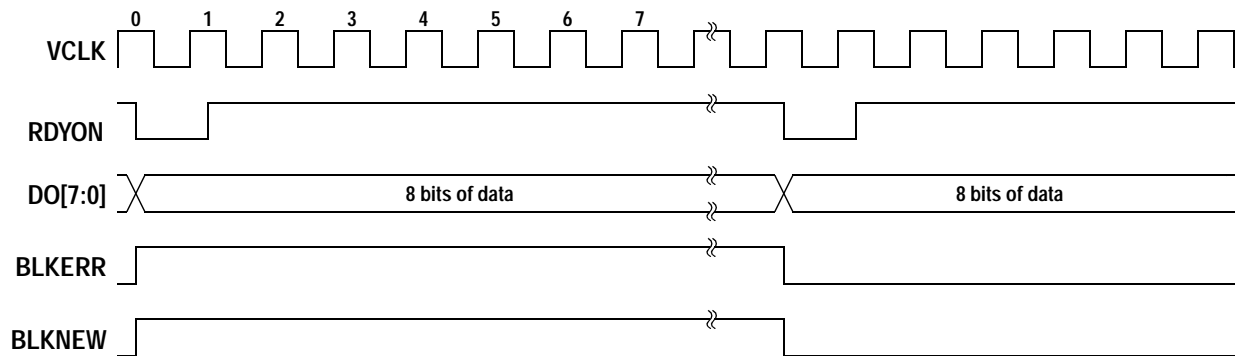 0 1 2 3 4 5 6 7
VCLK
RDYON
DO[7:0] 8 bits of data 8 bits of data
BLKERR
BLKNEW